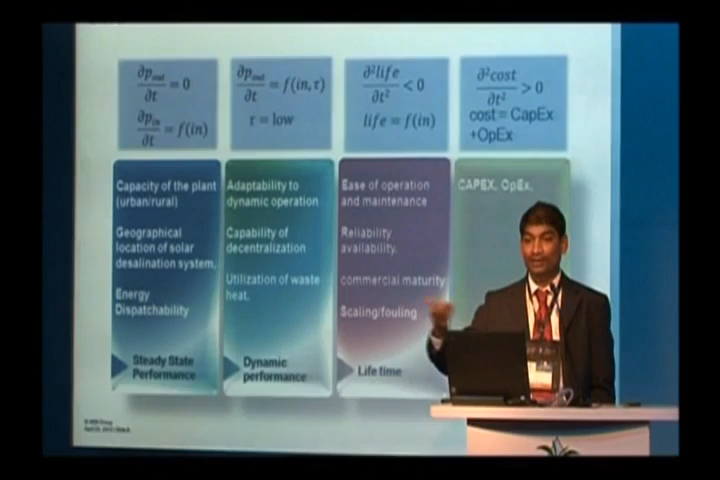 ∂p_out/∂t = 0
∂p_in/∂t = f(in)
∂p_out/∂t = f(in, τ)
τ = low
∂²life/∂t² < 0
life = f(in)
∂²cost/∂t² > 0
cost = CapEx
+OpEx
Capacity of the plant
(urban/rural)
Geographical
location of solar
desalination system.
Energy
Dispatchability
Steady State
Performance
Adaptability to
dynamic operation
Capability of
decentralization
Utilization of waste
heat.
Dynamic
performance
Ease of operation
and maintenance
Reliability
availability.
commercial maturity
Scaling/fouling
Life time
CAPEX, OpEx,